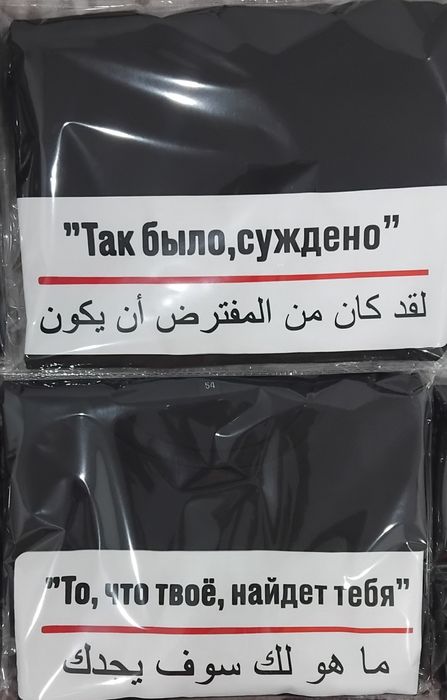 "Так было,суждено"
لقد كان من المفترض أن يكون
54
"То, что твоё, найдет тебя"
ما هو لك سوف يجدك